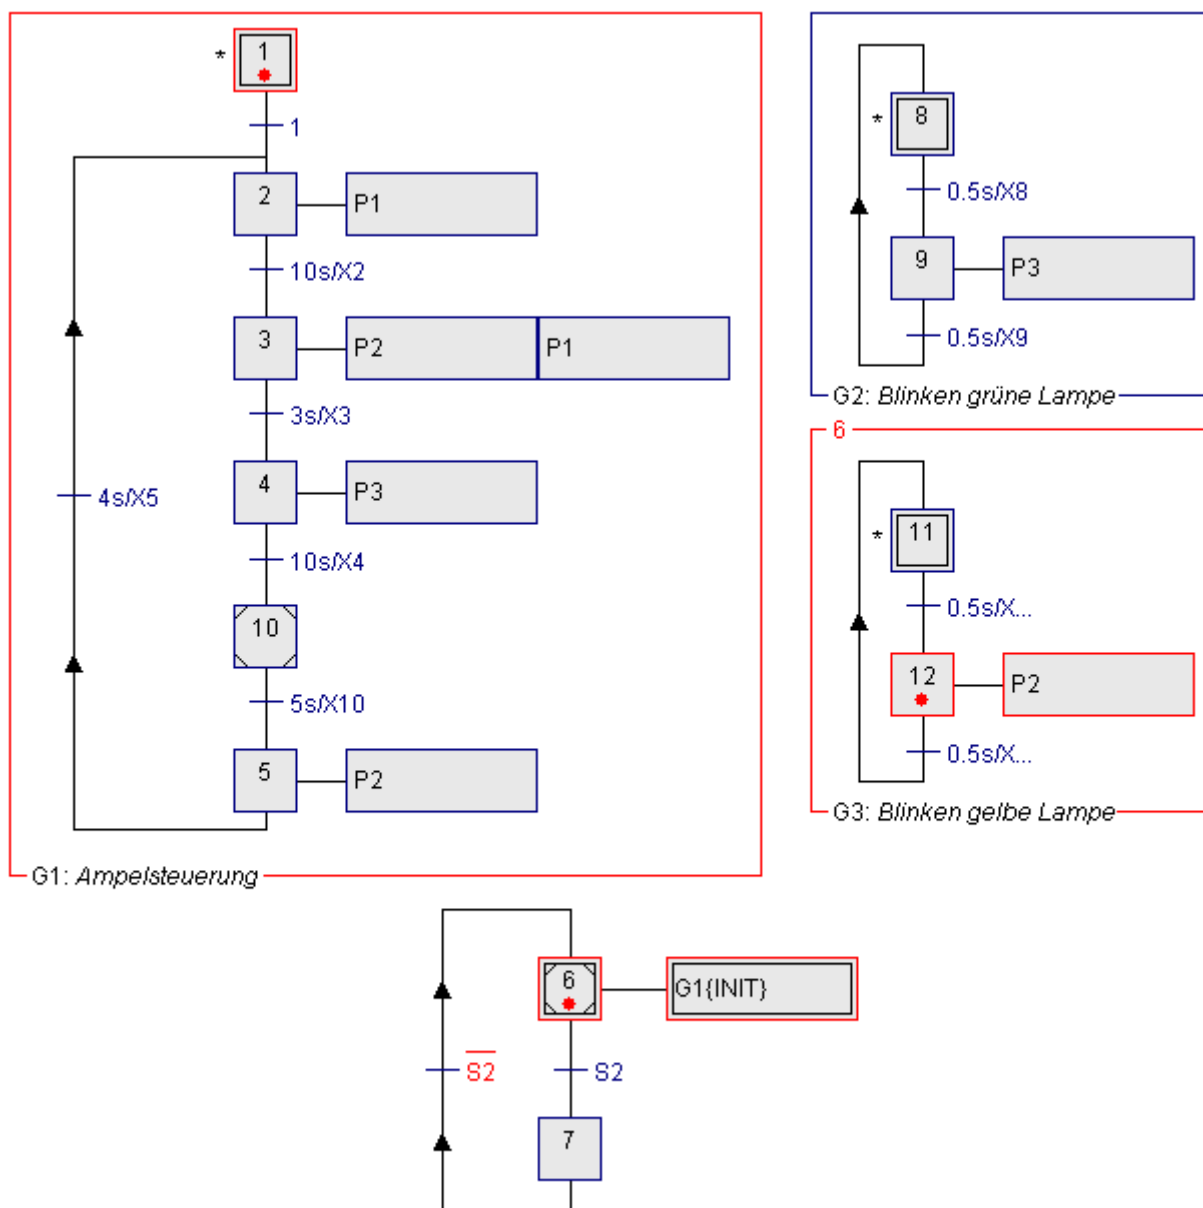 *
1
1
2
P1
10s/X2
3
P2
P1
3s/X3
4
P3
4s/X5
10s/X4
10
5s/X10
5
P2
G1: Ampelsteuerung
*
8
0.5s/X8
9
P3
0.5s/X9
G2: Blinken grüne Lampe
6
*
11
0.5s/X...
12
P2
0.5s/X...
G3: Blinken gelbe Lampe
6
G1{INIT}
S2
S2
7